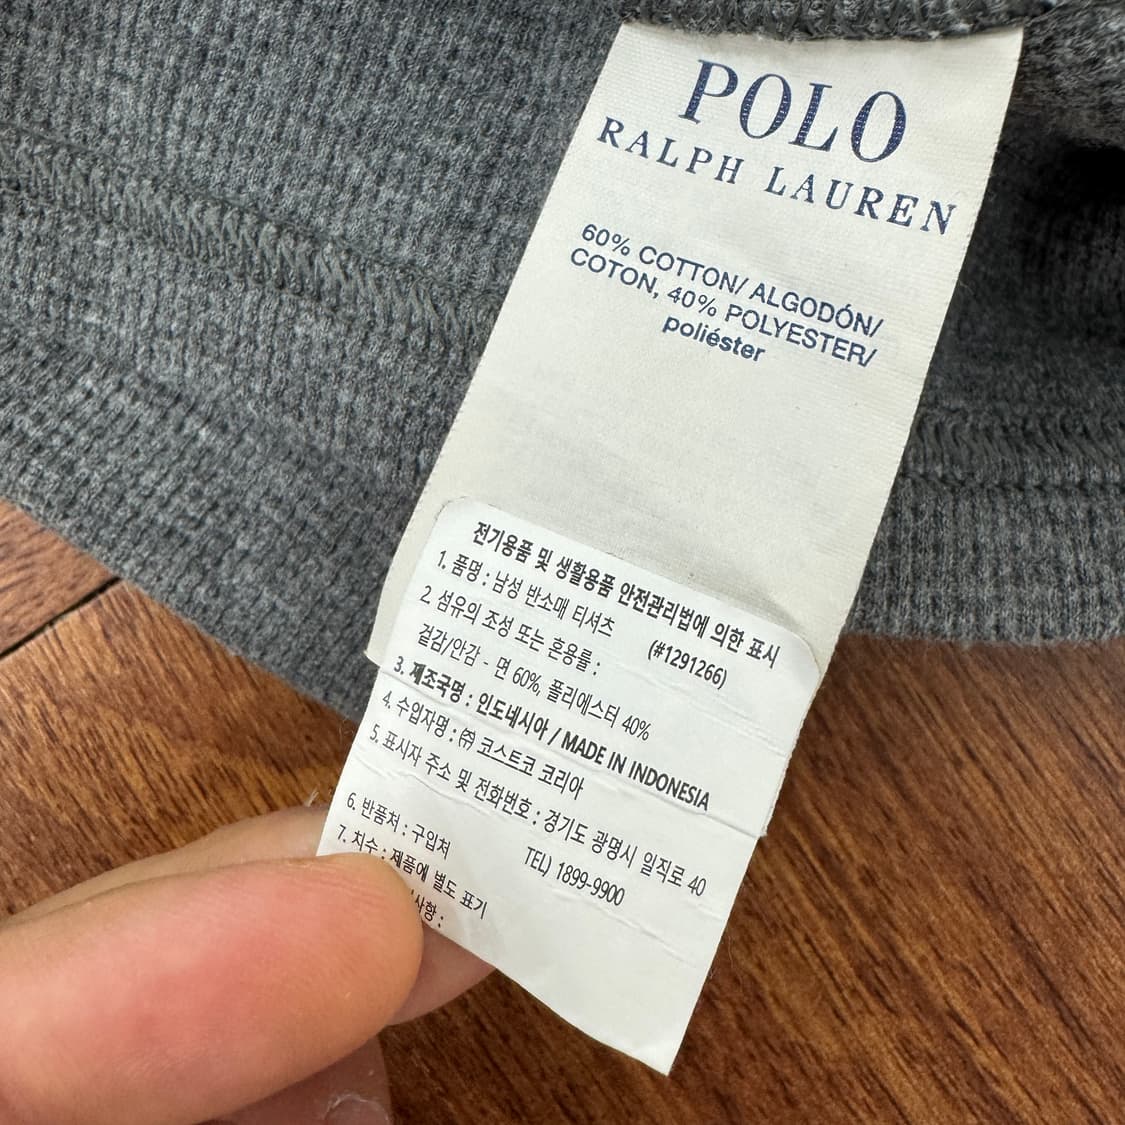 POLO
RALPH LAUREN
60% COTTON/ ALGODÓN/
COTON, 40% POLYESTER/
poliéster
전기용품 및 생활용품 안전관리법에 의한 표시
1. 품명 : 남성 반소매 티셔츠 (#1291266)
2 섬유의 조성 또는 혼용률 :
겉감/안감 - 면 60%, 폴리에스터 40%
3. 제조국명 : 인도네시아 / MADE IN INDONESIA
4. 수입자명 : ㈜ 코스트코 코리아
5. 표시자 주소 및 전화번호 : 경기도 광명시 일직로 40
TEL) 1899-9900
6. 반품처 : 구입처
7. 치수 : 제품에 별도 표기
사항 :